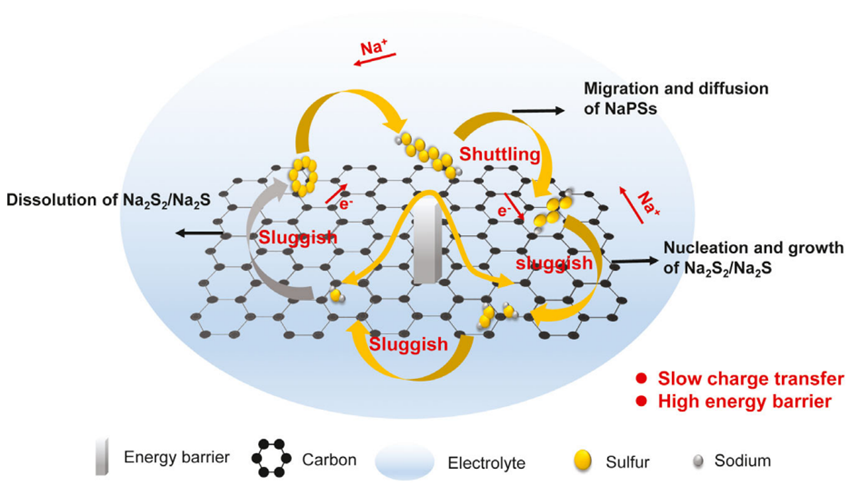 Na⁺
Migration and diffusion
of NaPSs
Shuttling
Dissolution of Na₂S₂/Na₂S
e⁻
e⁻
Na⁺
Sluggish
sluggish
Nucleation and growth
of Na₂S₂/Na₂S
Sluggish
Slow charge transfer
High energy barrier
Energy barrier
Carbon
Electrolyte
Sulfur
Sodium